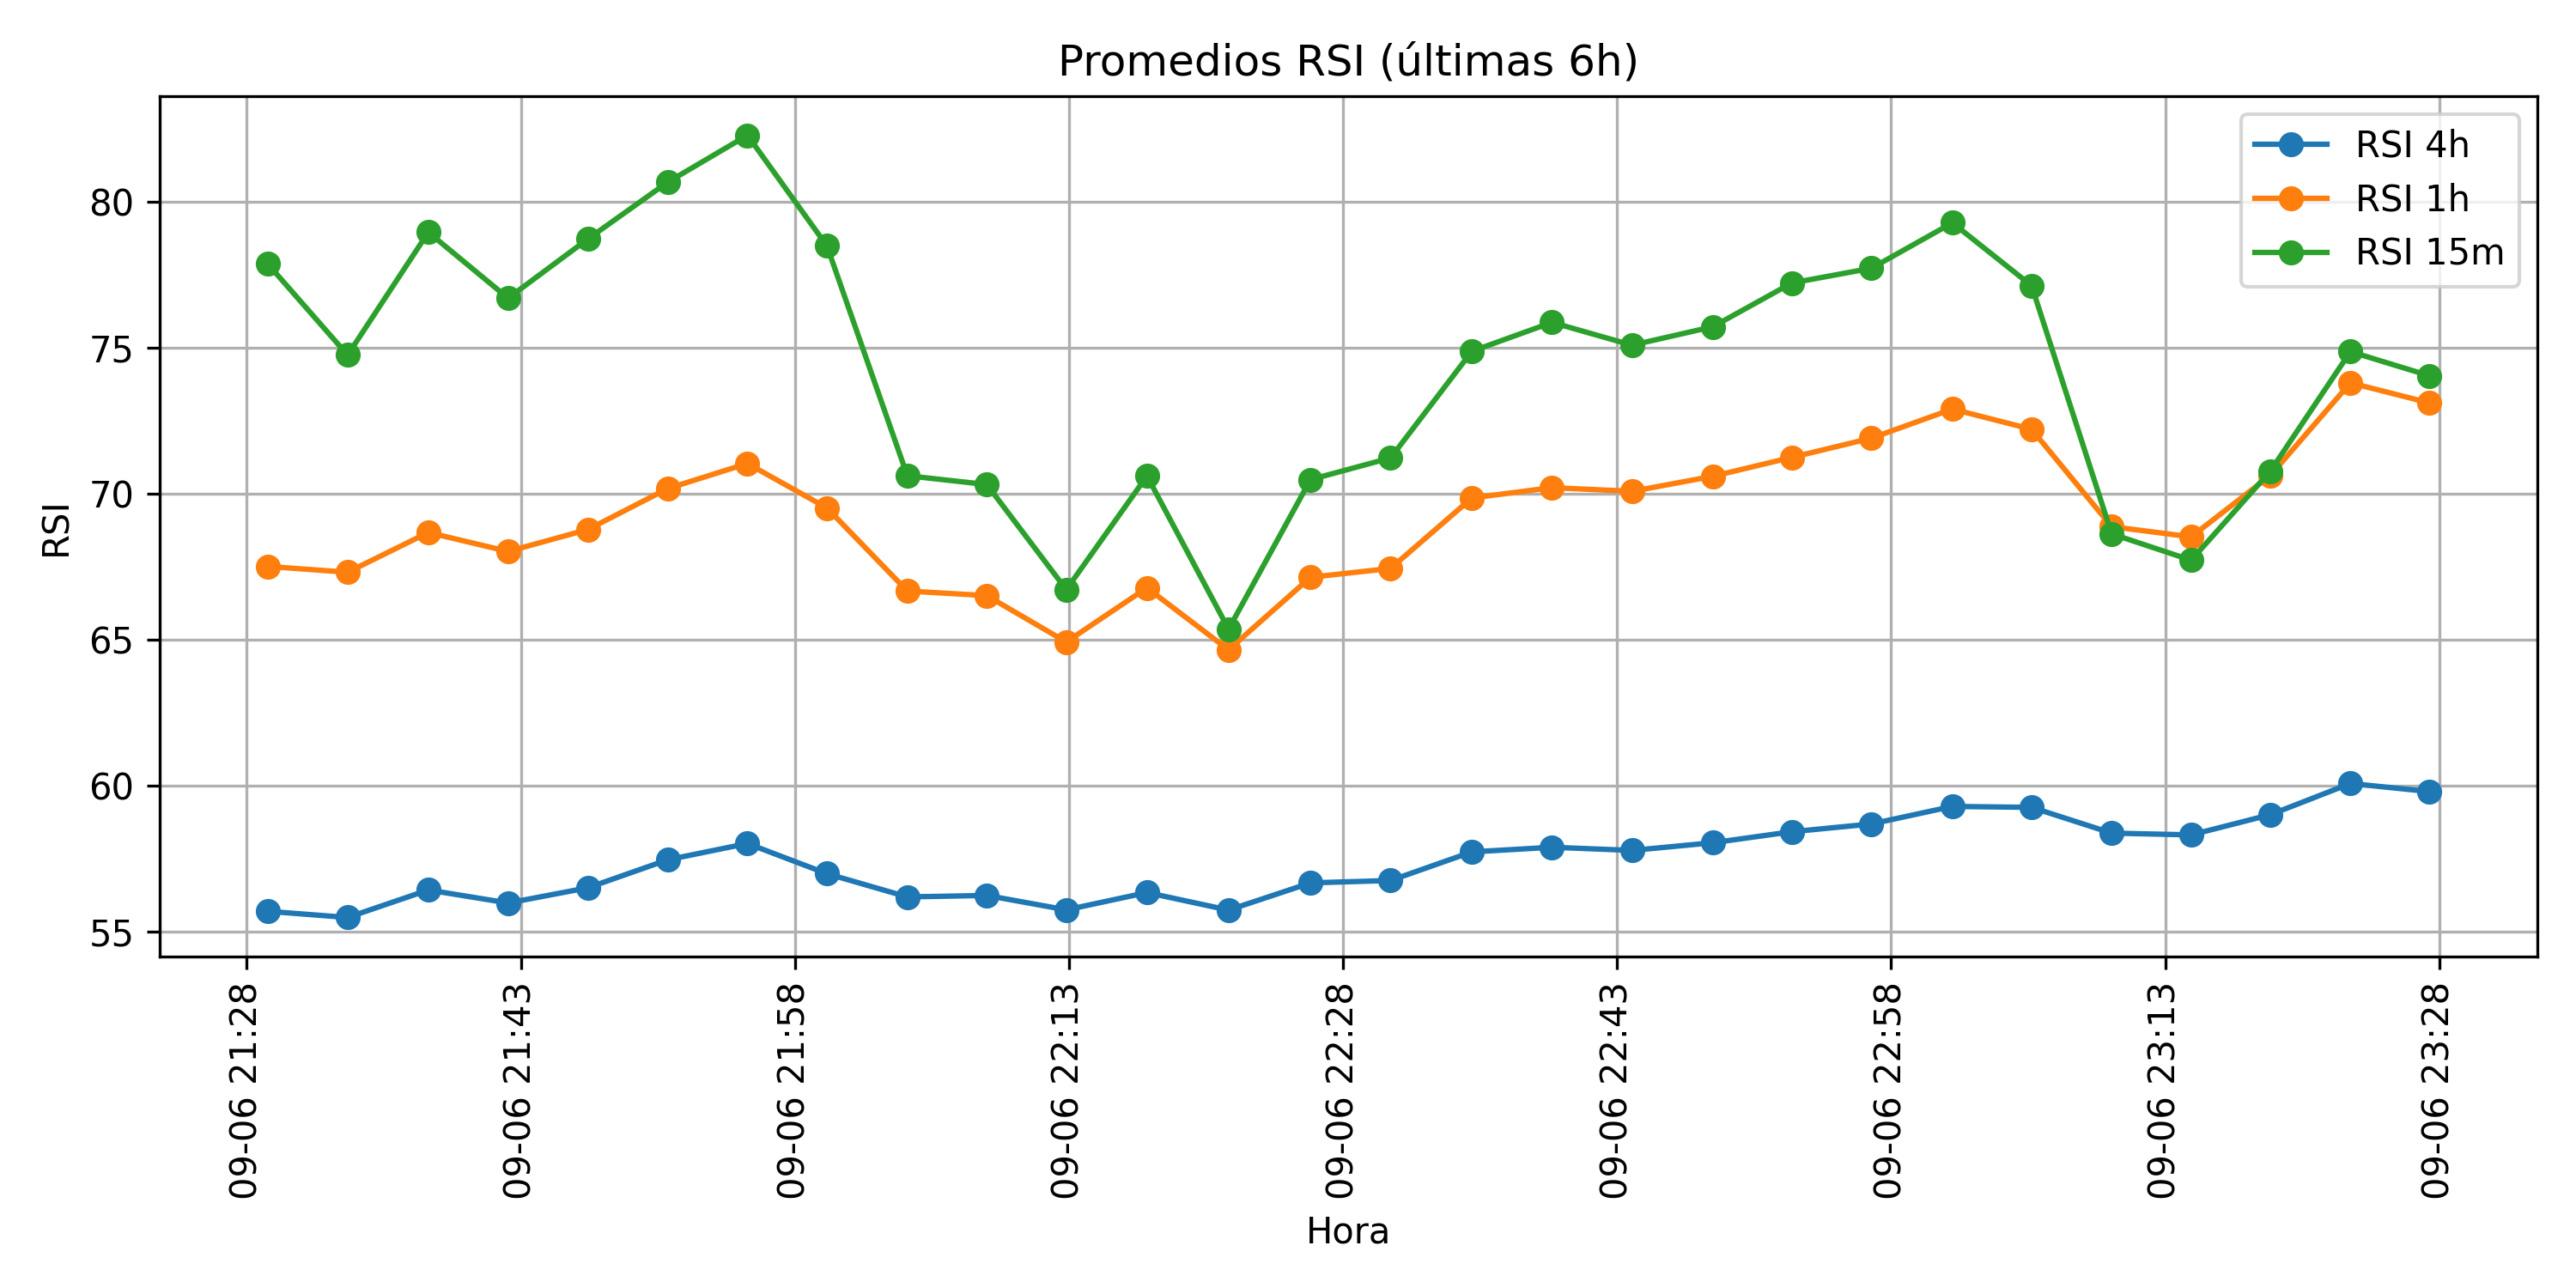 Promedios RSI (últimas 6h)
RSI 4h
RSI 1h
RSI 15m
RSI
80
75
70
65
60
55
09-06 21:28
09-06 21:43
09-06 21:58
09-06 22:13
09-06 22:28
09-06 22:43
09-06 22:58
09-06 23:13
09-06 23:28
Hora